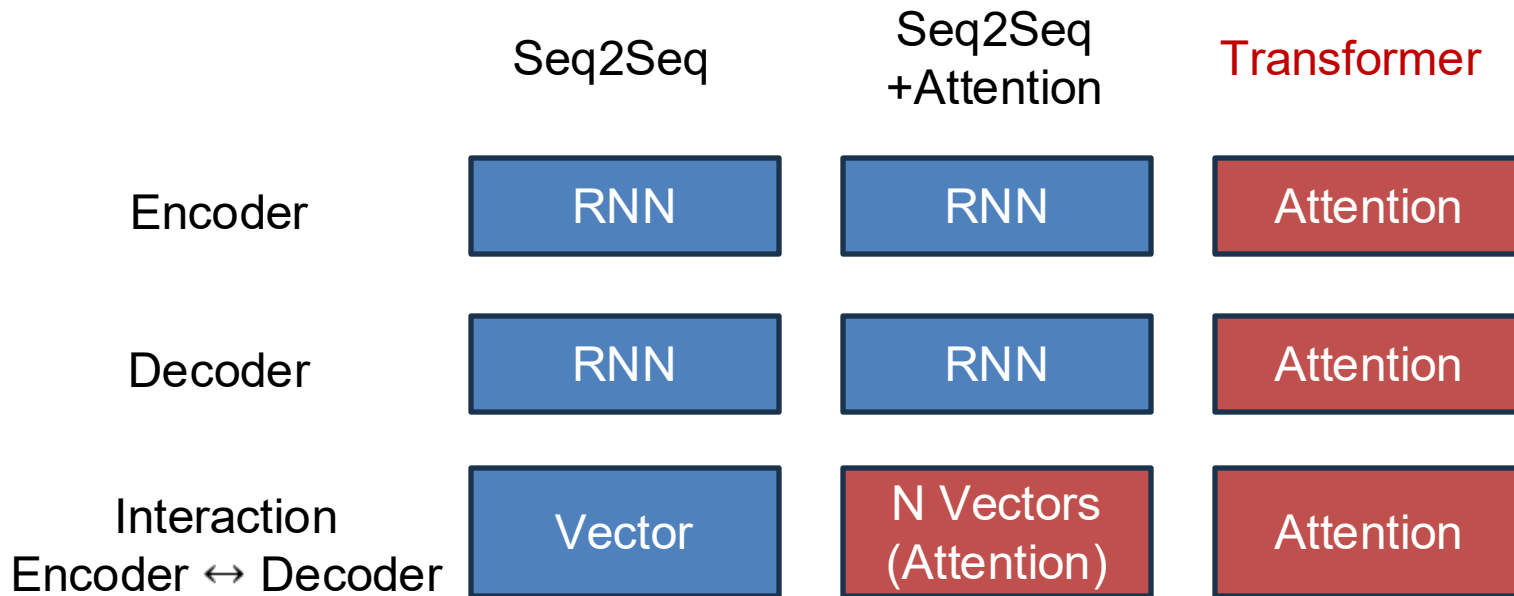 Seq2Seq
Seq2Seq
+Attention
Transformer
Encoder
RNN
RNN
Attention
Decoder
RNN
RNN
Attention
Interaction
Encoder ↔ Decoder
Vector
N Vectors
(Attention)
Attention